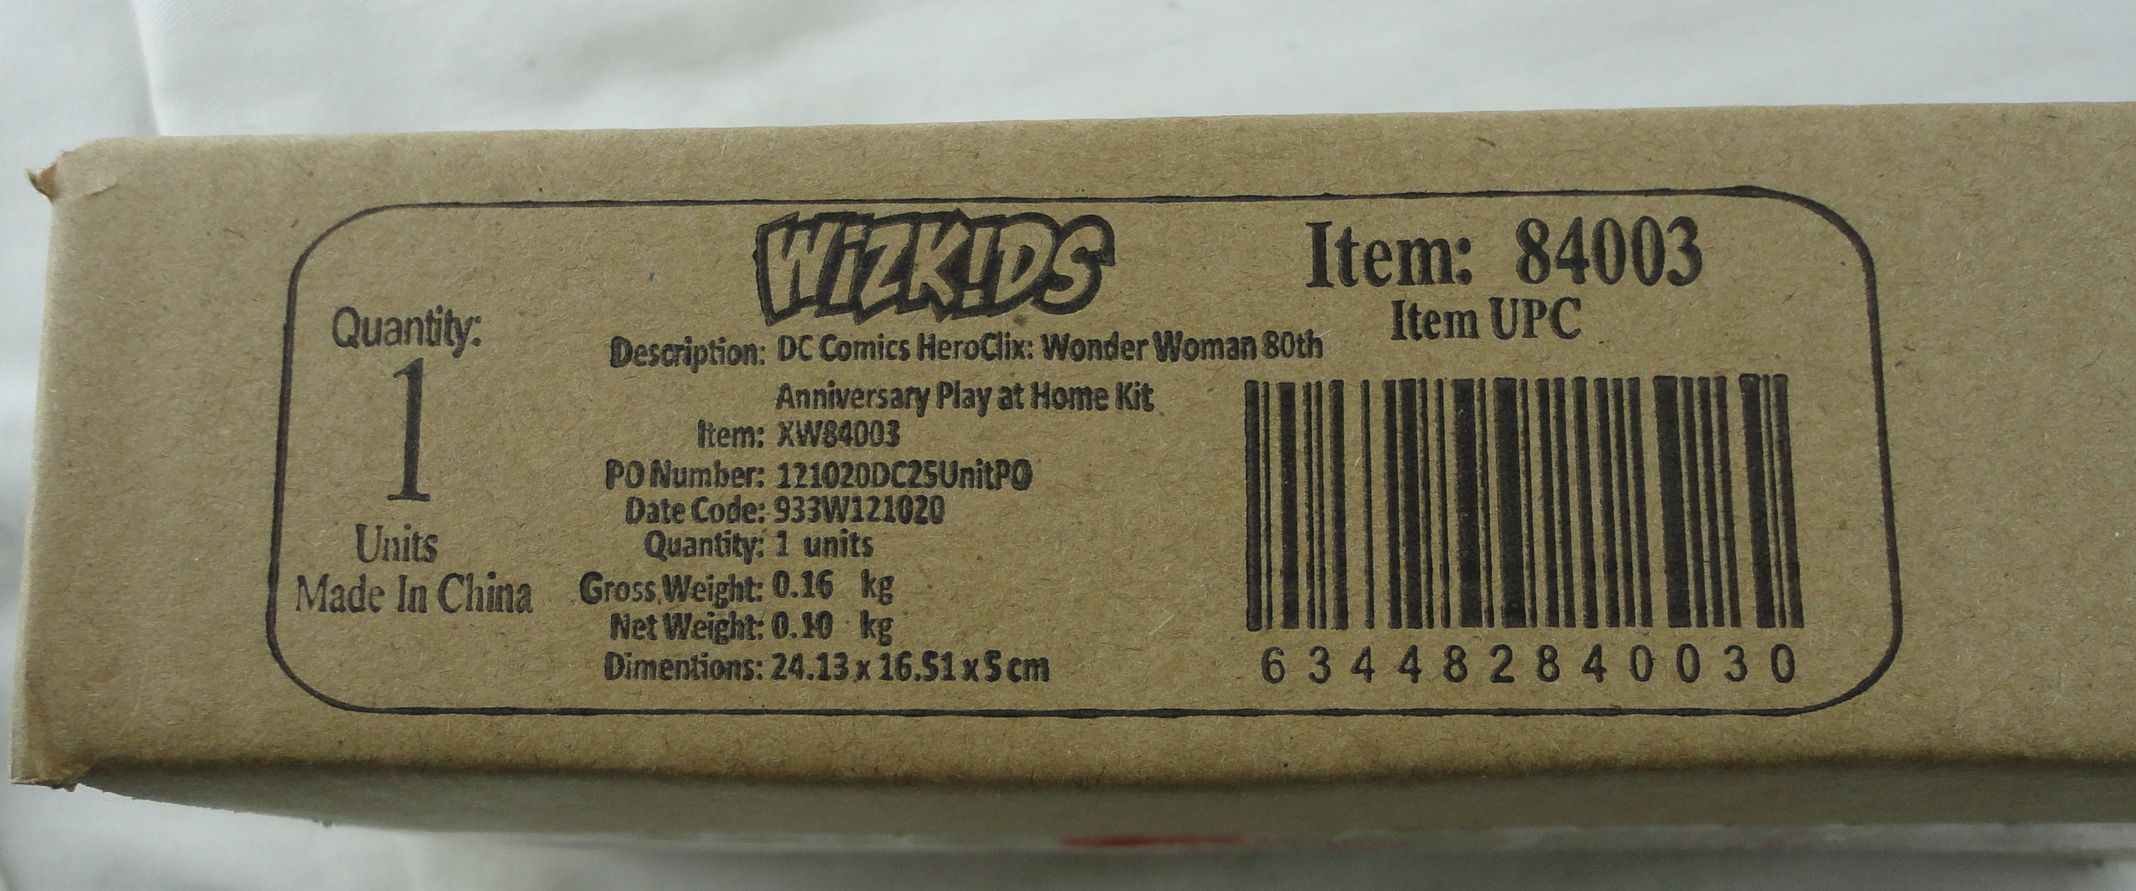 WIZK!DS
Item: 84003
Item UPC
Quantity:
1
Units
Made In China
Description: DC Comics HeroClix: Wonder Woman 80th
Anniversary Play at Home Kit
Item: XW84003
PO Number: 121020DC25UnitPO
Date Code: 933W121020
Quantity: 1 units
Gross Weight: 0.16 kg
Net Weight: 0.10 kg
Dimentions: 24.13 x 16.51 x 5 cm
634482840030